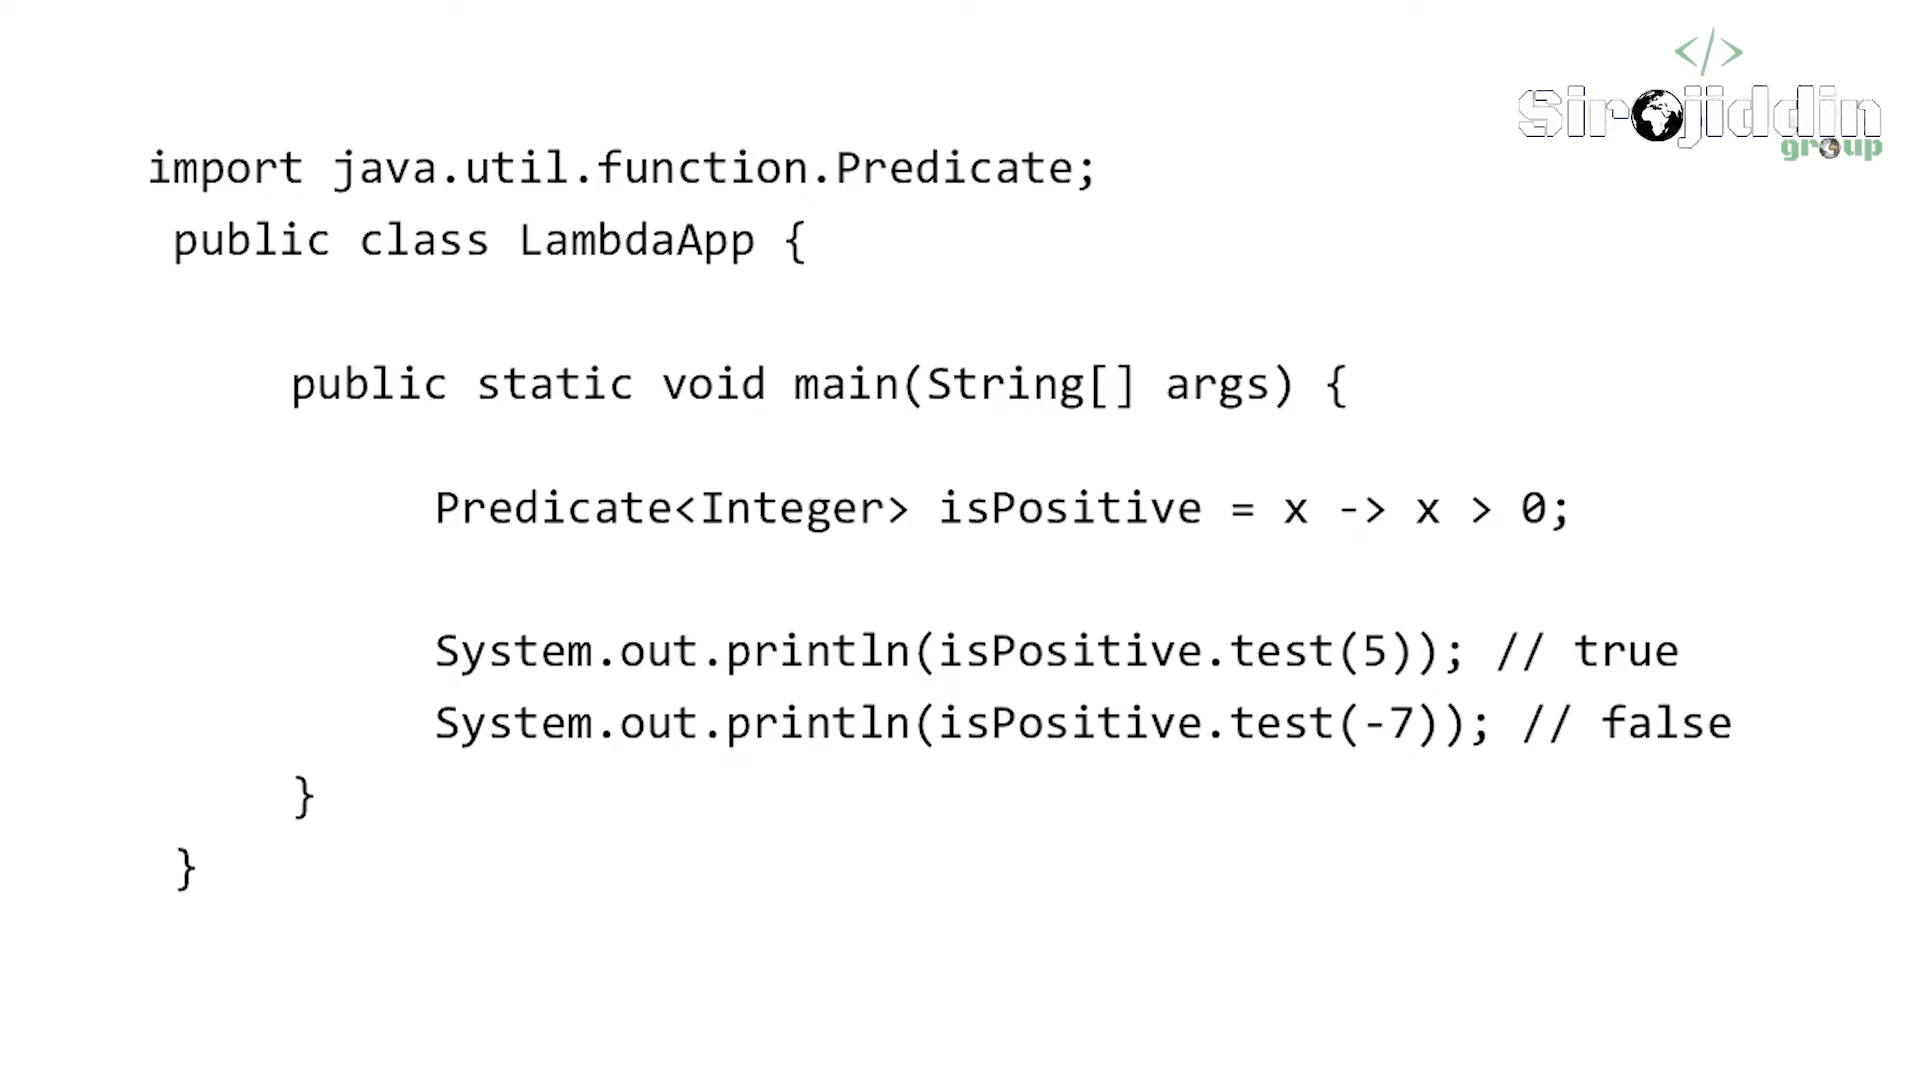 </>
Sirojiddin
group
import java.util.function.Predicate;
public class LambdaApp {
public static void main(String[] args) {
Predicate<Integer> isPositive = x -> x > 0;
System.out.println(isPositive.test(5)); // true
System.out.println(isPositive.test(-7)); // false
}
}